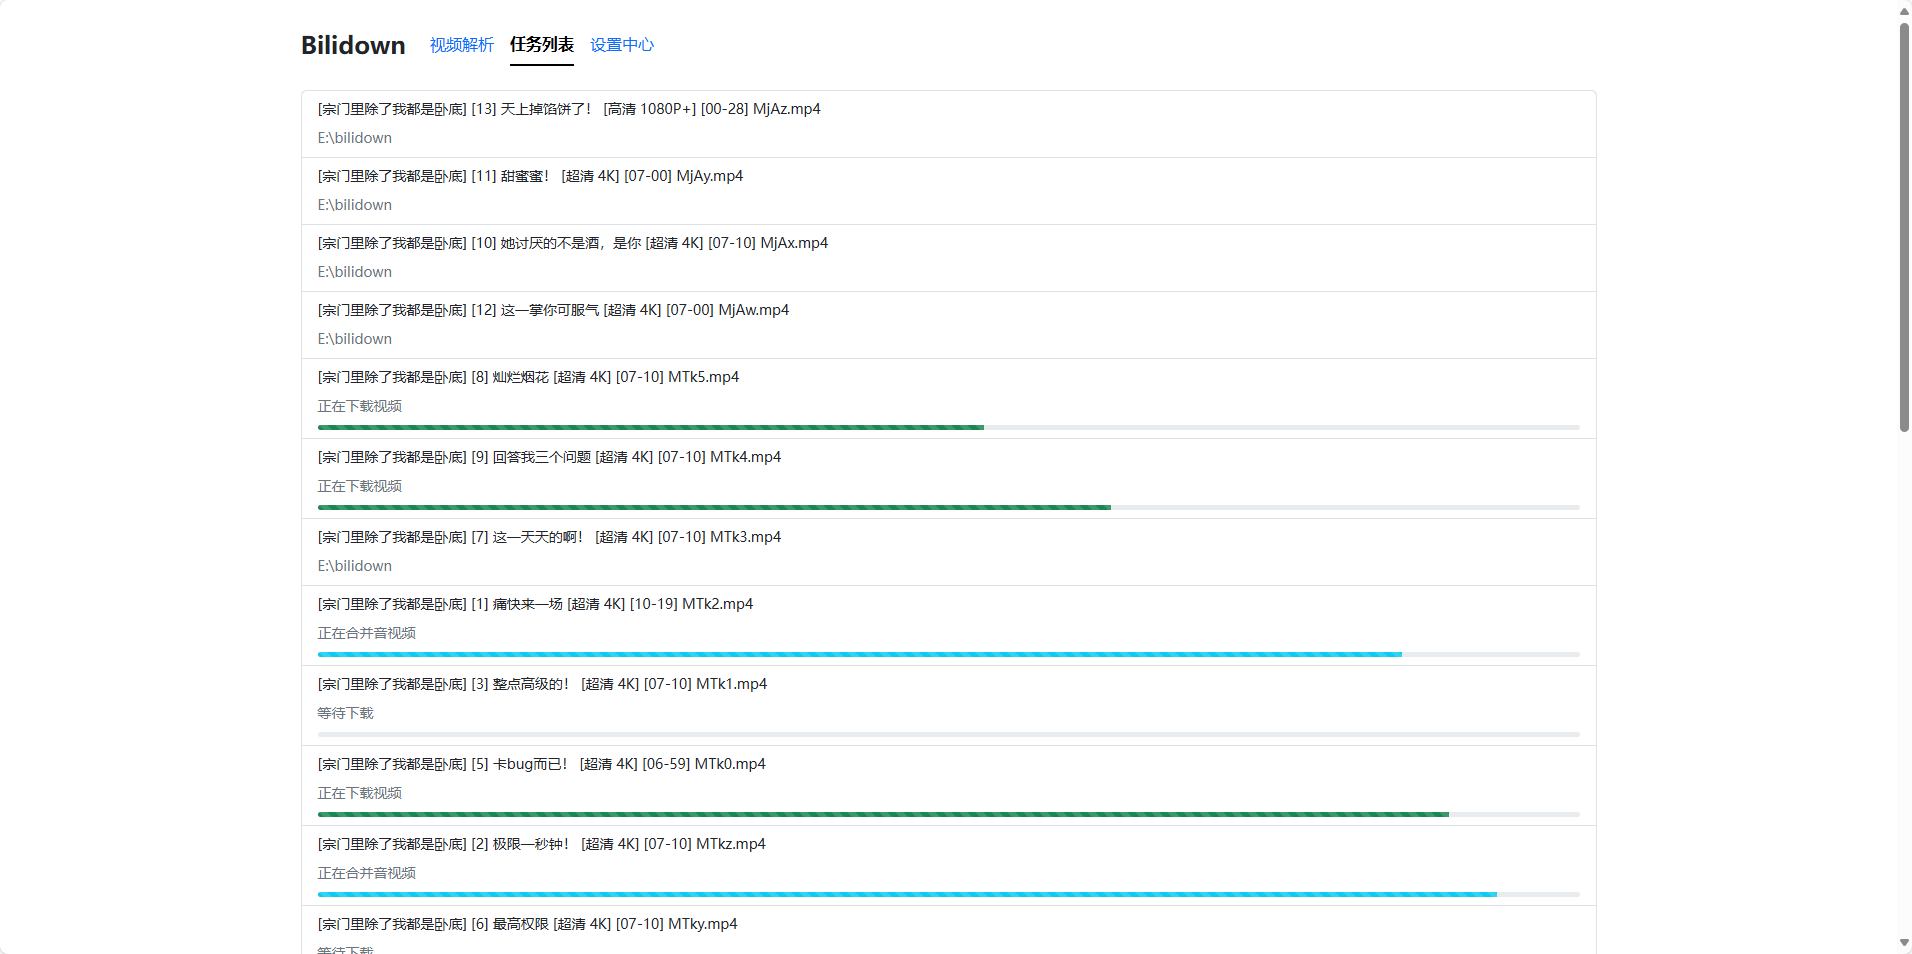 Bilidown 视频解析 任务列表 设置中心
[宗门里除了我都是卧底] [13] 天上掉馅饼了！ [高清 1080P+] [00-28] MjAz.mp4
E:\bilidown
[宗门里除了我都是卧底] [11] 甜蜜蜜！ [超清 4K] [07-00] MjAy.mp4
E:\bilidown
[宗门里除了我都是卧底] [10] 她讨厌的不是酒，是你 [超清 4K] [07-10] MjAx.mp4
E:\bilidown
[宗门里除了我都是卧底] [12] 这一掌你可服气 [超清 4K] [07-00] MjAw.mp4
E:\bilidown
[宗门里除了我都是卧底] [8] 灿烂烟花 [超清 4K] [07-10] MTk5.mp4
正在下载视频
[宗门里除了我都是卧底] [9] 回答我三个问题 [超清 4K] [07-10] MTk4.mp4
正在下载视频
[宗门里除了我都是卧底] [7] 这一天天的啊！ [超清 4K] [07-10] MTk3.mp4
E:\bilidown
[宗门里除了我都是卧底] [1] 痛快来一场 [超清 4K] [10-19] MTk2.mp4
正在合并音视频
[宗门里除了我都是卧底] [3] 整点高级的！ [超清 4K] [07-10] MTk1.mp4
等待下载
[宗门里除了我都是卧底] [5] 卡bug而已！ [超清 4K] [06-59] MTk0.mp4
正在下载视频
[宗门里除了我都是卧底] [2] 极限一秒钟！ [超清 4K] [07-10] MTkz.mp4
正在合并音视频
[宗门里除了我都是卧底] [6] 最高权限 [超清 4K] [07-10] MTky.mp4
等待下载